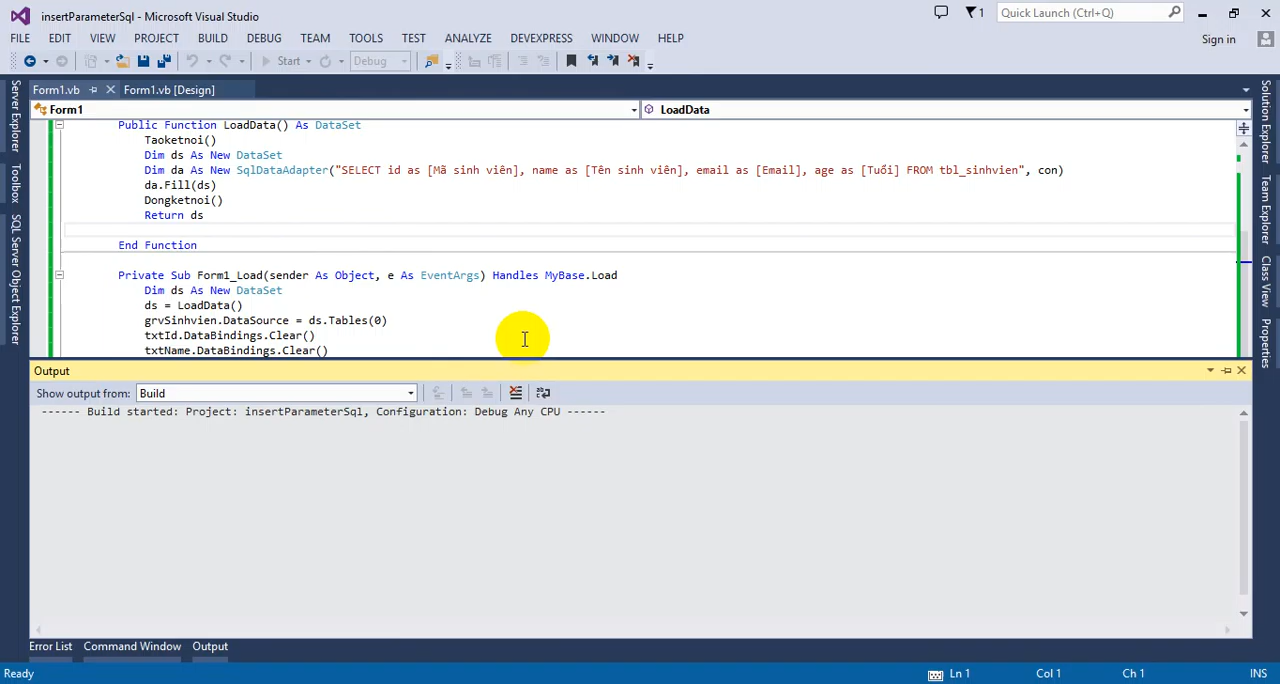 insertParameterSql - Microsoft Visual Studio
1
Quick Launch (Ctrl+Q)
FILE EDIT VIEW PROJECT BUILD DEBUG TEAM TOOLS TEST ANALYZE DEVEXPRESS WINDOW HELP
Sign in
Start Debug
Form1.vb Form1.vb [Design]
Form1 LoadData
Public Function LoadData() As DataSet
Taoketnoi()
Dim ds As New DataSet
Dim da As New SqlDataAdapter("SELECT id as [Mã sinh viên], name as [Tên sinh viên], email as [Email], age as [Tuổi] FROM tbl_sinhvien", con)
da.Fill(ds)
Dongketnoi()
Return ds
End Function
Private Sub Form1_Load(sender As Object, e As EventArgs) Handles MyBase.Load
Dim ds As New DataSet
ds = LoadData()
grvSinhvien.DataSource = ds.Tables(0)
txtId.DataBindings.Clear()
txtName.DataBindings.Clear()
Server Explorer
Toolbox
SQL Server Object Explorer
Solution Explorer
Team Explorer
Class View
Properties
Output
Show output from: Build
------ Build started: Project: insertParameterSql, Configuration: Debug Any CPU ------
Error List Command Window Output
Ready Ln 1 Col 1 Ch 1 INS